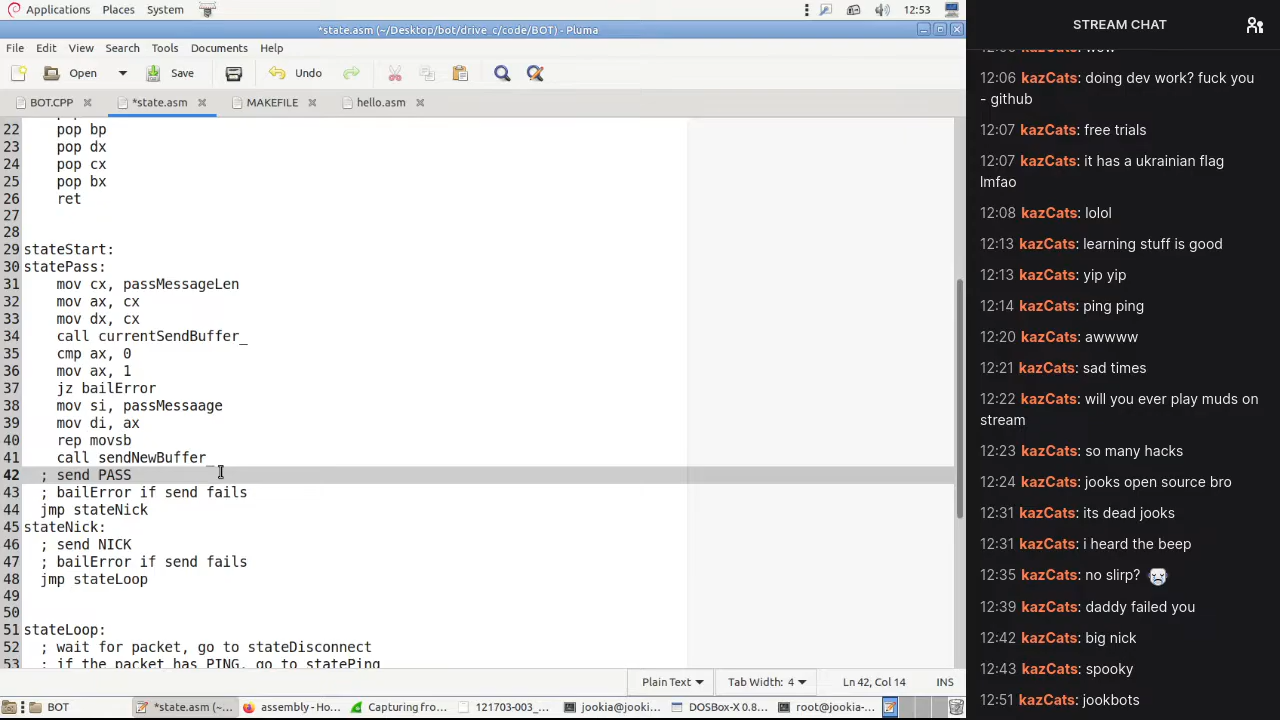 Applications Places System 12:53
*state.asm (~/Desktop/bot/drive_c/code/BOT) - Pluma
File Edit View Search Tools Documents Help
Open Save Undo
BOT.CPP *state.asm MAKEFILE hello.asm
22 pop bp
23 pop dx
24 pop cx
25 pop bx
26 ret
27
28
29 stateStart:
30 statePass:
31 mov cx, passMessageLen
32 mov ax, cx
33 mov dx, cx
34 call currentSendBuffer_
35 cmp ax, 0
36 mov ax, 1
37 jz bailError
38 mov si, passMessaage
39 mov di, ax
40 rep movsb
41 call sendNewBuffer_
42 ; send PASS
43 ; bailError if send fails
44 jmp stateNick
45 stateNick:
46 ; send NICK
47 ; bailError if send fails
48 jmp stateLoop
49
50
51 stateLoop:
52 ; wait for packet, go to stateDisconnect
53 ; if the packet has PING, go to statePing
Plain Text Tab Width: 4 Ln 42, Col 14 INS
BOT *state.asm (~... assembly - Ho... Capturing fro... 121703-003_... jookia@jooki... DOSBox-X 0.8... root@jookia-...
STREAM CHAT
12:06 kazCats: doing dev work? fuck you
- github
12:07 kazCats: free trials
12:07 kazCats: it has a ukrainian flag
lmfao
12:08 kazCats: lolol
12:13 kazCats: learning stuff is good
12:13 kazCats: yip yip
12:14 kazCats: ping ping
12:20 kazCats: awwww
12:21 kazCats: sad times
12:22 kazCats: will you ever play muds on
stream
12:23 kazCats: so many hacks
12:24 kazCats: jooks open source bro
12:31 kazCats: its dead jooks
12:31 kazCats: i heard the beep
12:35 kazCats: no slirp?
12:39 kazCats: daddy failed you
12:42 kazCats: big nick
12:43 kazCats: spooky
12:51 kazCats: jookbots